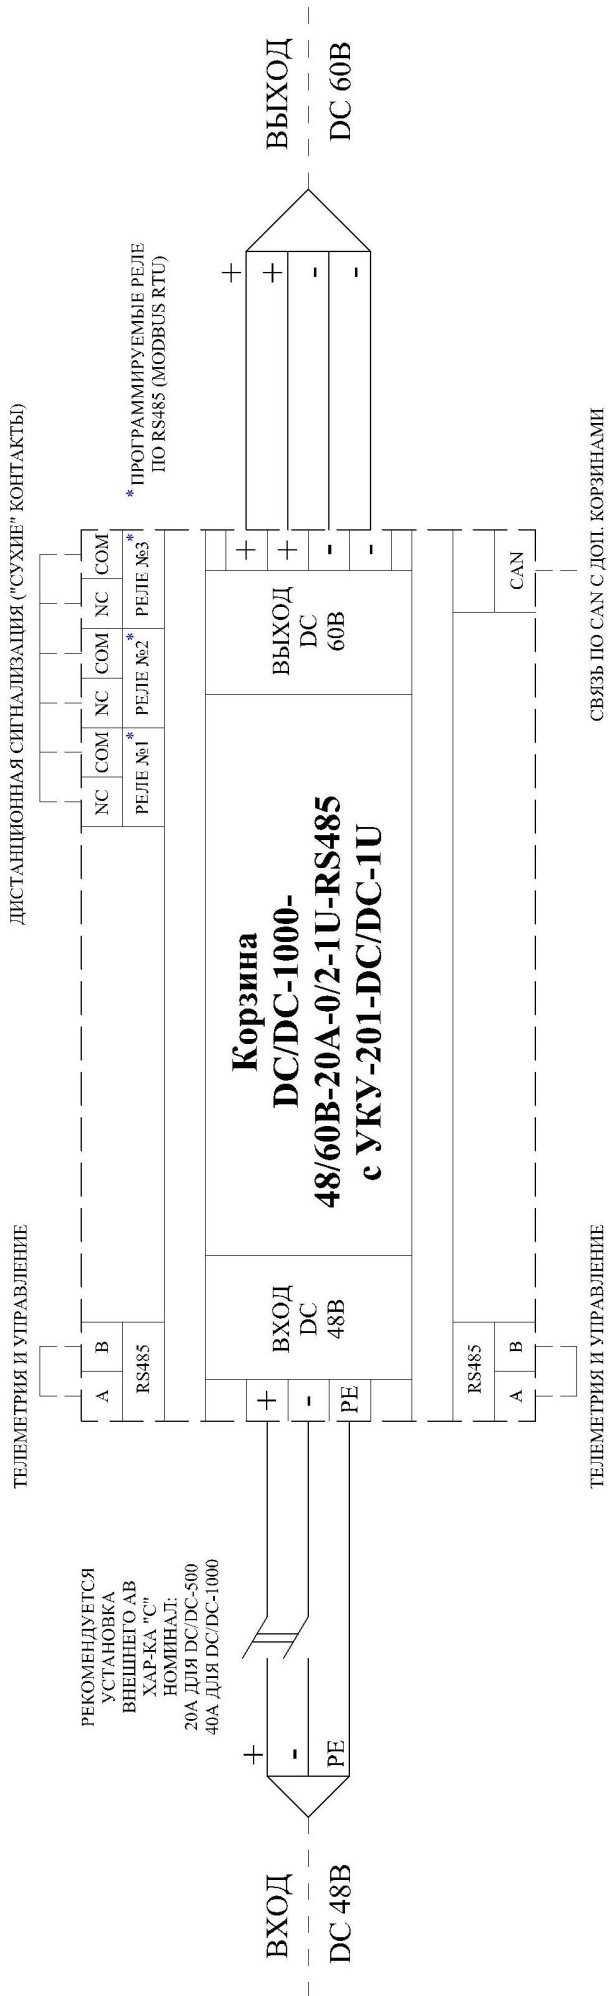 ТЕЛЕМЕТРИЯ И УПРАВЛЕНИЕ
ДИСТАНЦИОННАЯ СИГНАЛИЗАЦИЯ ("СУХИЕ" КОНТАКТЫ)
A
B
RS485
NC
COM
NC
COM
NC
COM
РЕЛЕ №1*
РЕЛЕ №2*
РЕЛЕ №3*
* ПРОГРАММИРУЕМЫЕ РЕЛЕ
ПО RS485 (MODBUS RTU)
РЕКОМЕНДУЕТСЯ
УСТАНОВКА
ВНЕШНЕГО АВ
ХАР-КА "С"
НОМИНАЛ:
20А ДЛЯ DC/DC-500
40А ДЛЯ DC/DC-1000
ВХОД
DC 48В
+
-
PE
+
-
PE
ВХОД
DC
48В
Корзина
DC/DC-1000-
48/60В-20А-0/2-1U-RS485
с УКУ-201-DC/DC-1U
ВЫХОД
DC
60В
+
+
-
-
+
+
-
-
ВЫХОД
DC 60В
RS485
A
B
CAN
ТЕЛЕМЕТРИЯ И УПРАВЛЕНИЕ
СВЯЗЬ ПО CAN С ДОП. КОРЗИНАМИ